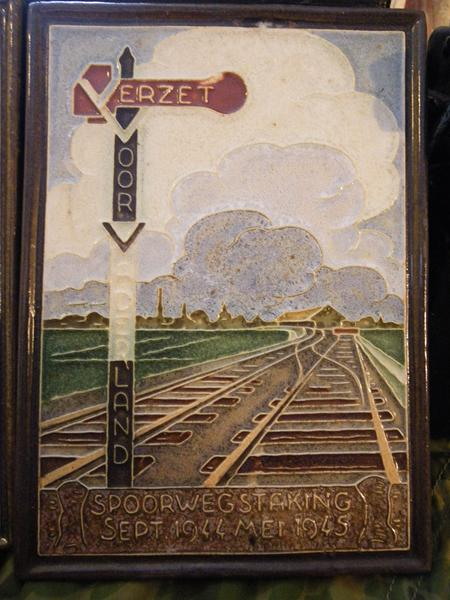 VERZET
VOOR
VADERLAND
SPOORWEGSTAKING
SEPT. 1944 MEI 1945